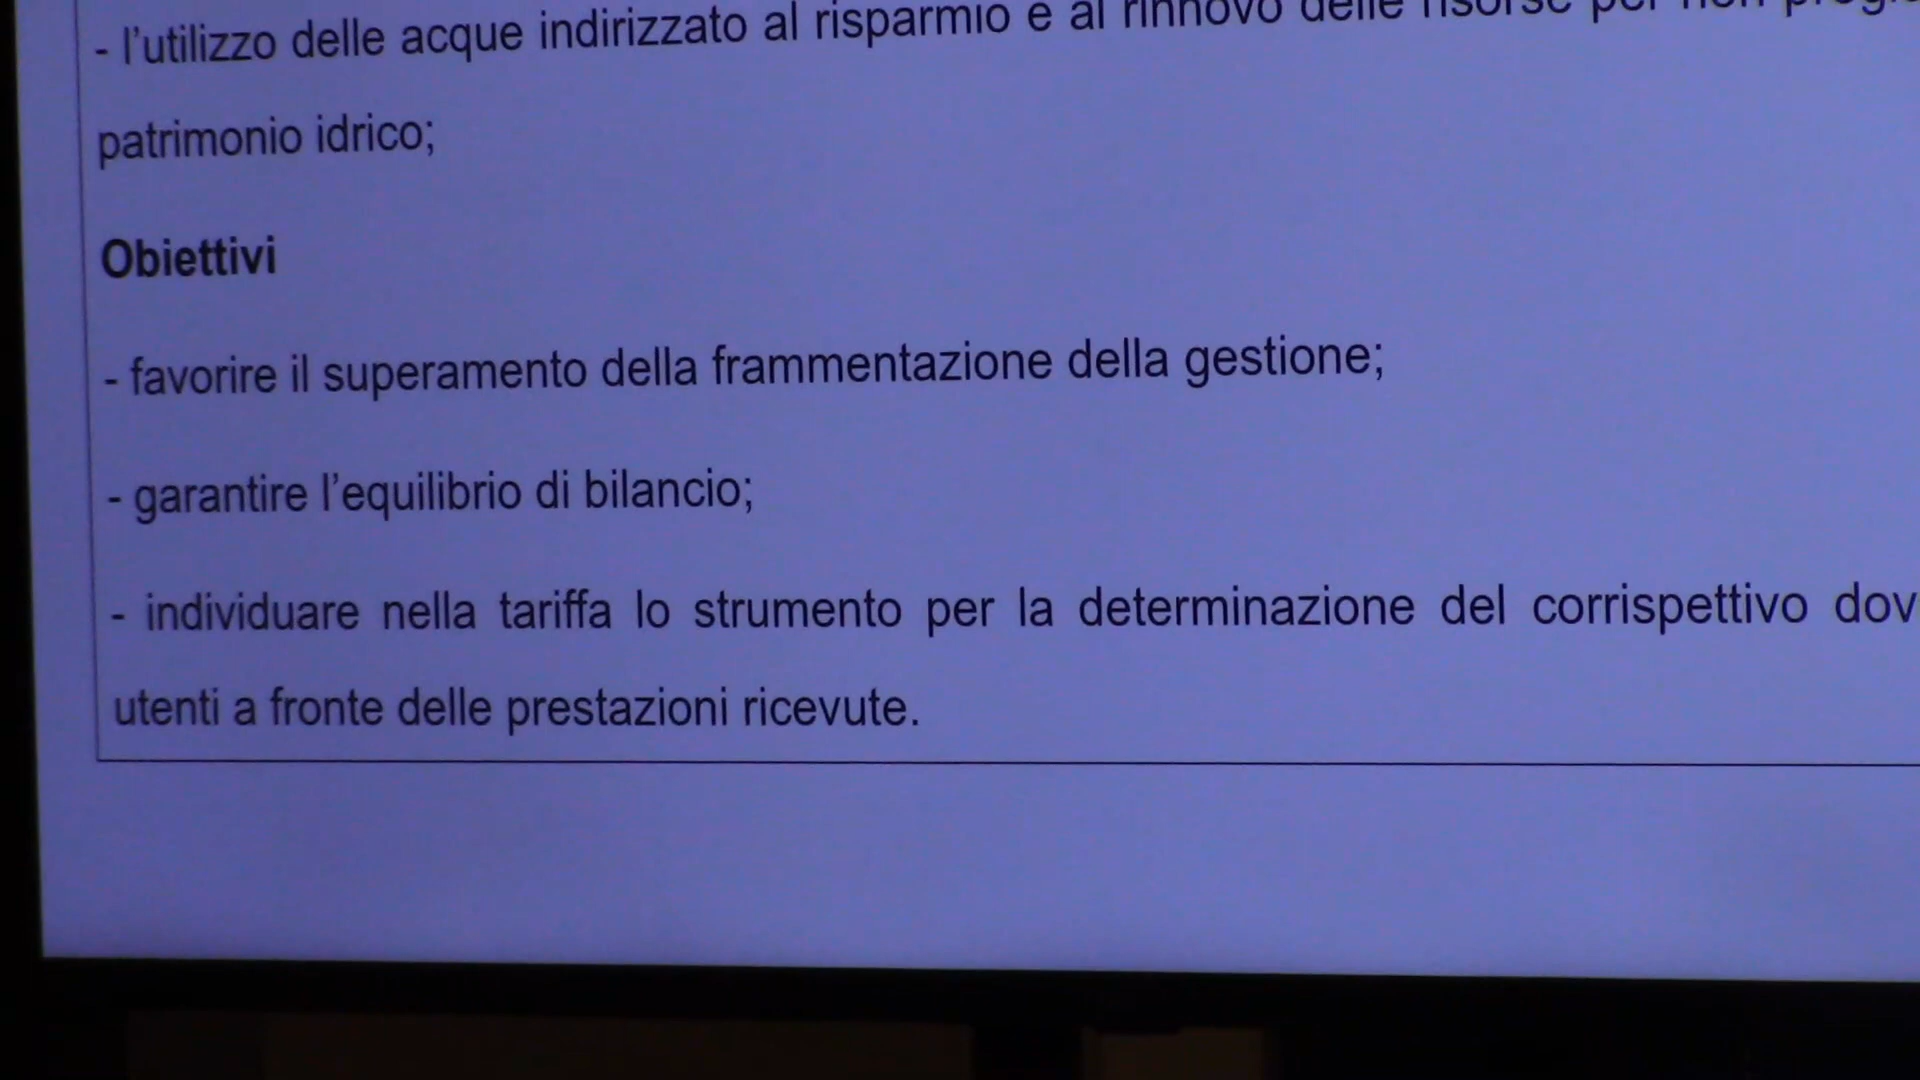 - l'utilizzo delle acque indirizzato al risparmio e al rinnovo delle risorse per non
patrimonio idrico;
Obiettivi
- favorire il superamento della frammentazione della gestione;
- garantire l'equilibrio di bilancio;
- individuare nella tariffa lo strumento per la determinazione del corrispettivo dov
utenti a fronte delle prestazioni ricevute.